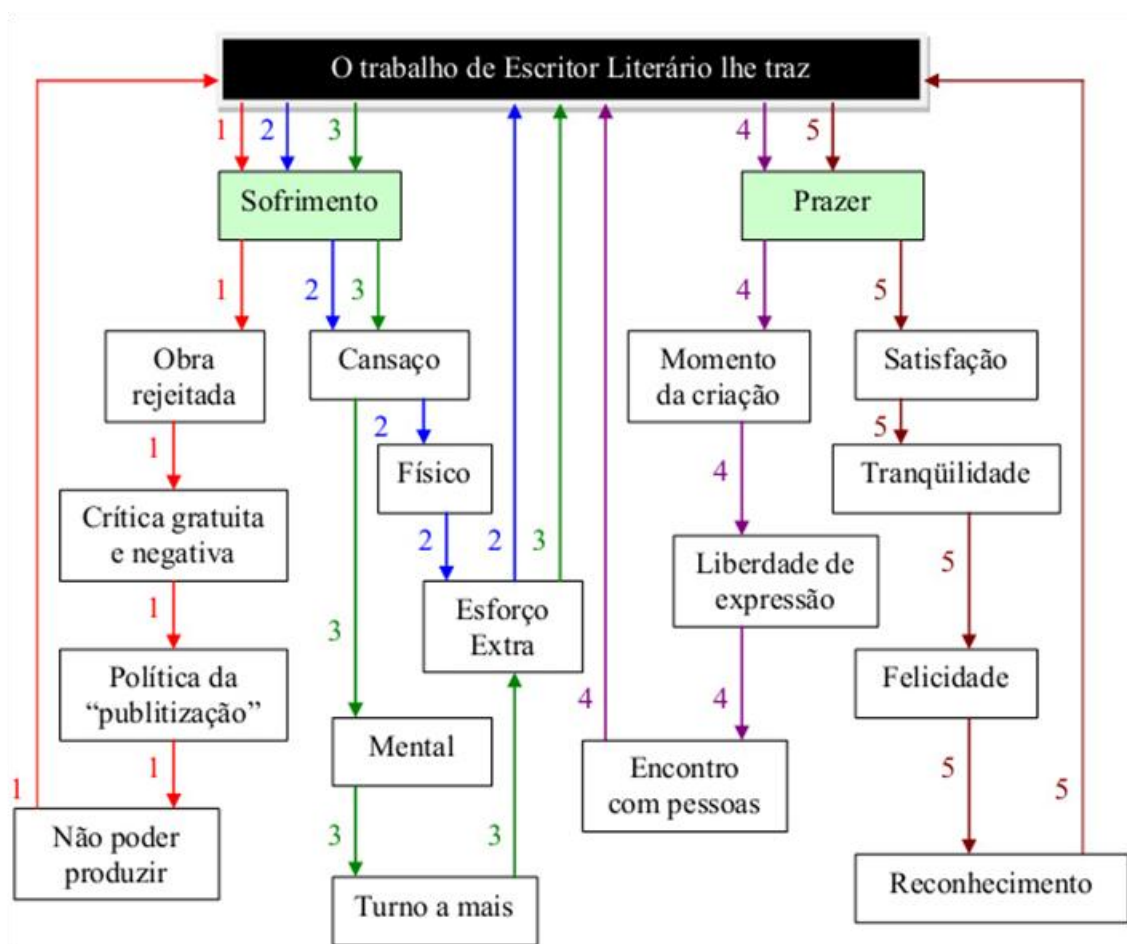 O trabalho de Escritor Literário lhe traz
1
2
3
4
5
Sofrimento
Prazer
1
2
3
4
5
Obra
rejeitada
Cansaço
Momento
da criação
Satisfação
1
2
4
5
Físico
Tranqüilidade
Crítica gratuita
e negativa
2
2
3
Liberdade de
expressão
5
1
3
Esforço
Extra
Política da
“publitização”
4
4
Felicidade
Mental
Encontro
com pessoas
1
1
5
5
Não poder
produzir
3
3
Reconhecimento
Turno a mais